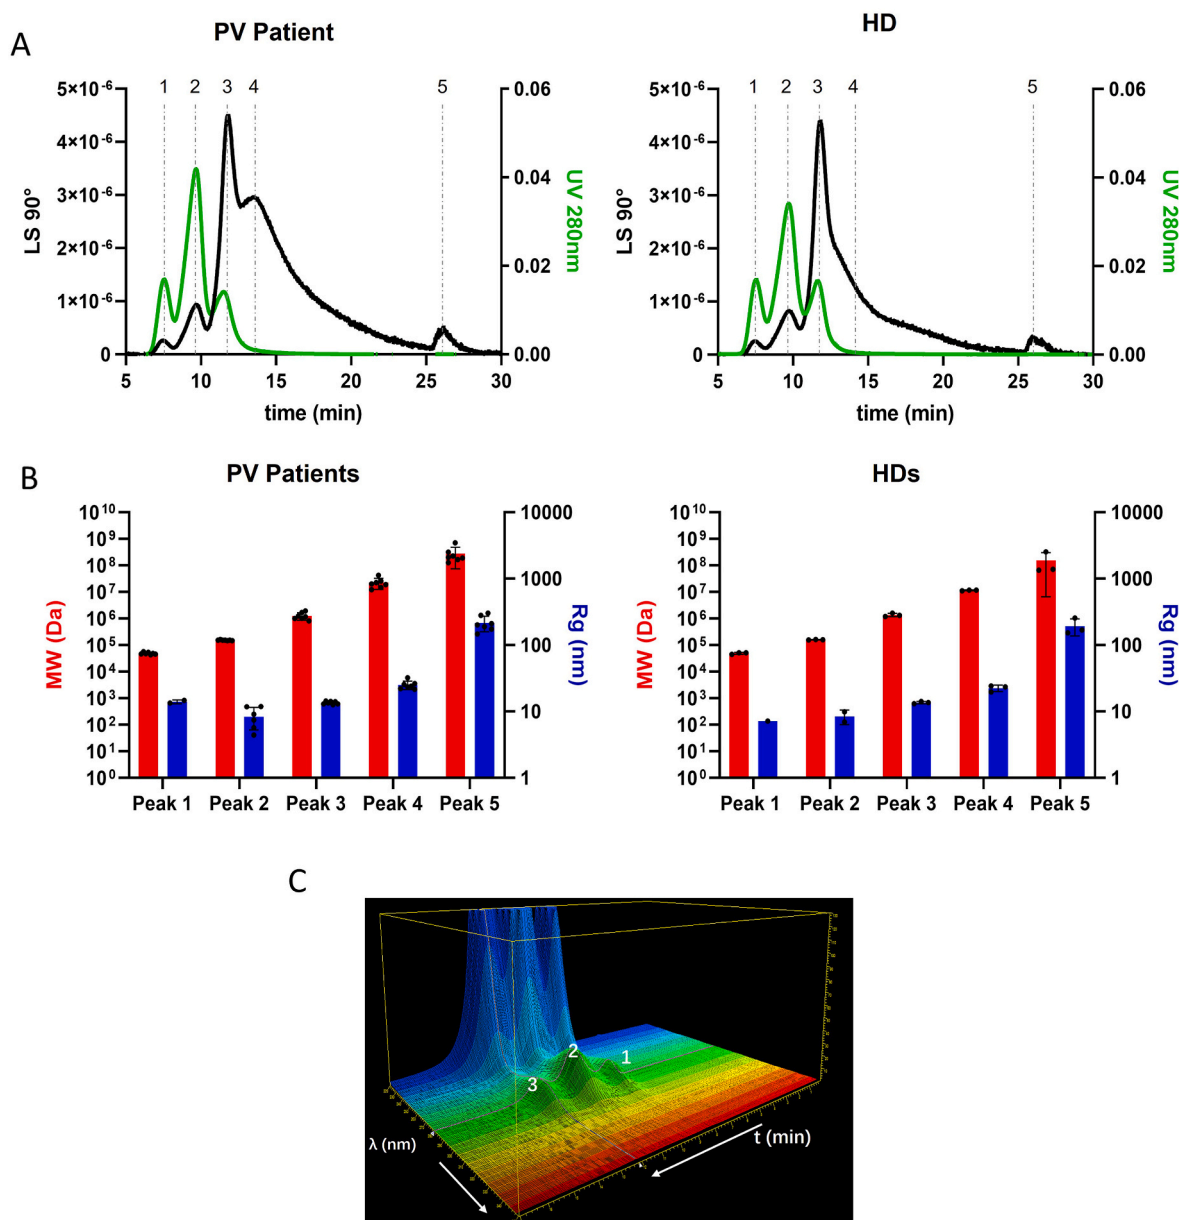 A
PV Patient
HD
1 2 3 4 5
1 2 3 4 5
5×10⁻⁶
4×10⁻⁶
3×10⁻⁶
2×10⁻⁶
1×10⁻⁶
0
LS 90°
0.06
0.04
0.02
0.00
UV 280nm
5 10 15 20 25 30
time (min)
5×10⁻⁶
4×10⁻⁶
3×10⁻⁶
2×10⁻⁶
1×10⁻⁶
0
LS 90°
0.06
0.04
0.02
0.00
UV 280nm
5 10 15 20 25 30
time (min)
B
PV Patients
HDs
10¹⁰
10⁹
10⁸
10⁷
10⁶
10⁵
10⁴
10³
10²
10¹
10⁰
MW (Da)
10000
1000
100
10
1
Rg (nm)
Peak 1 Peak 2 Peak 3 Peak 4 Peak 5
10¹⁰
10⁹
10⁸
10⁷
10⁶
10⁵
10⁴
10³
10²
10¹
10⁰
MW (Da)
10000
1000
100
10
1
Rg (nm)
Peak 1 Peak 2 Peak 3 Peak 4 Peak 5
C
2
1
3
λ (nm)
t (min)